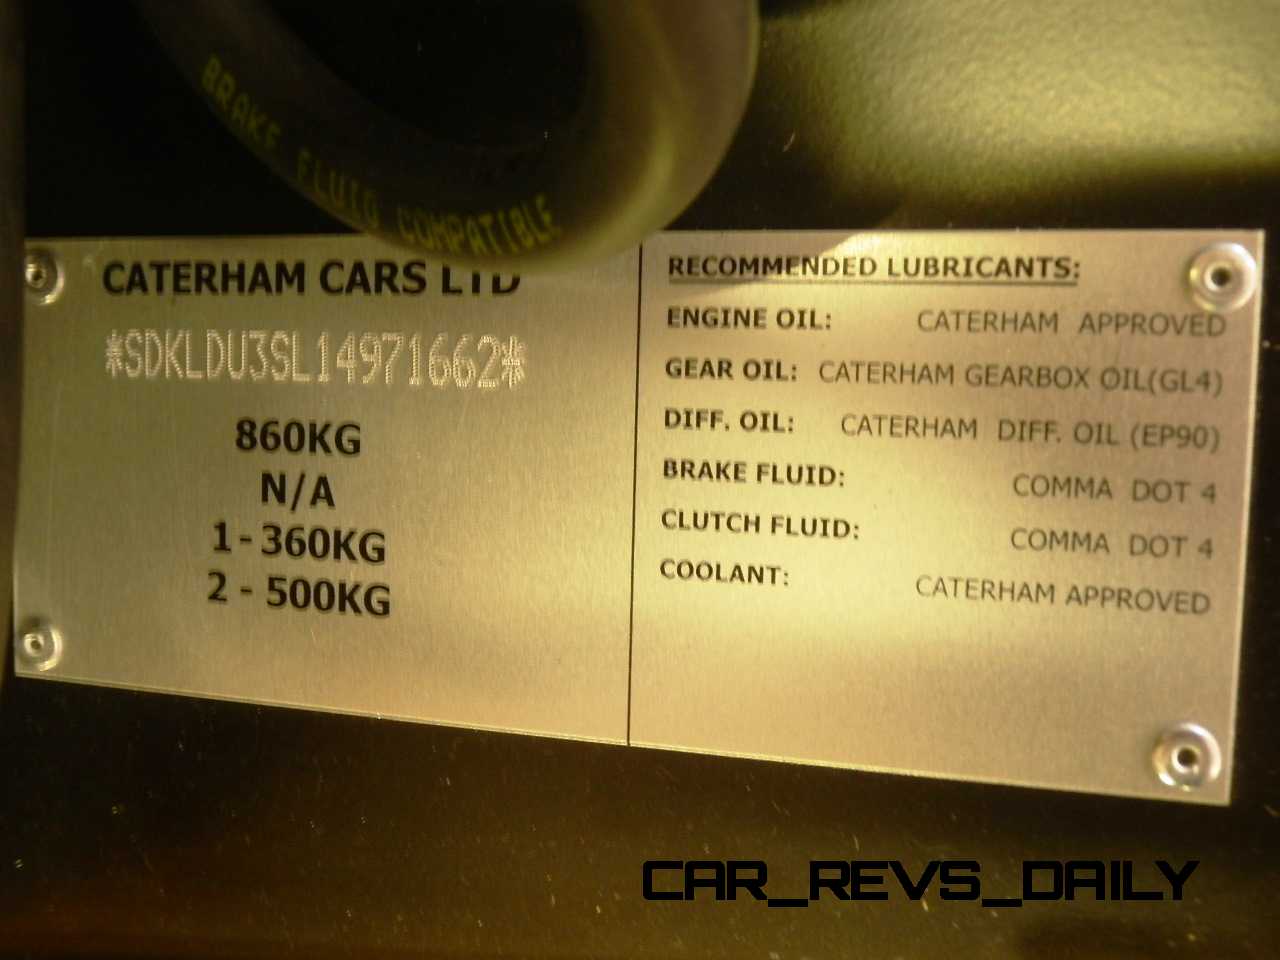 BRAKE FLUID COMPATIBLE
CATERHAM CARS LTD
*SDKLDU3SL14971662*
860KG
N/A
1 - 360KG
2 - 500KG
RECOMMENDED LUBRICANTS:
ENGINE OIL: CATERHAM APPROVED
GEAR OIL: CATERHAM GEARBOX OIL(GL4)
DIFF. OIL: CATERHAM DIFF. OIL (EP90)
BRAKE FLUID: COMMA DOT 4
CLUTCH FLUID: COMMA DOT 4
COOLANT: CATERHAM APPROVED
CAR_REVS_DAILY